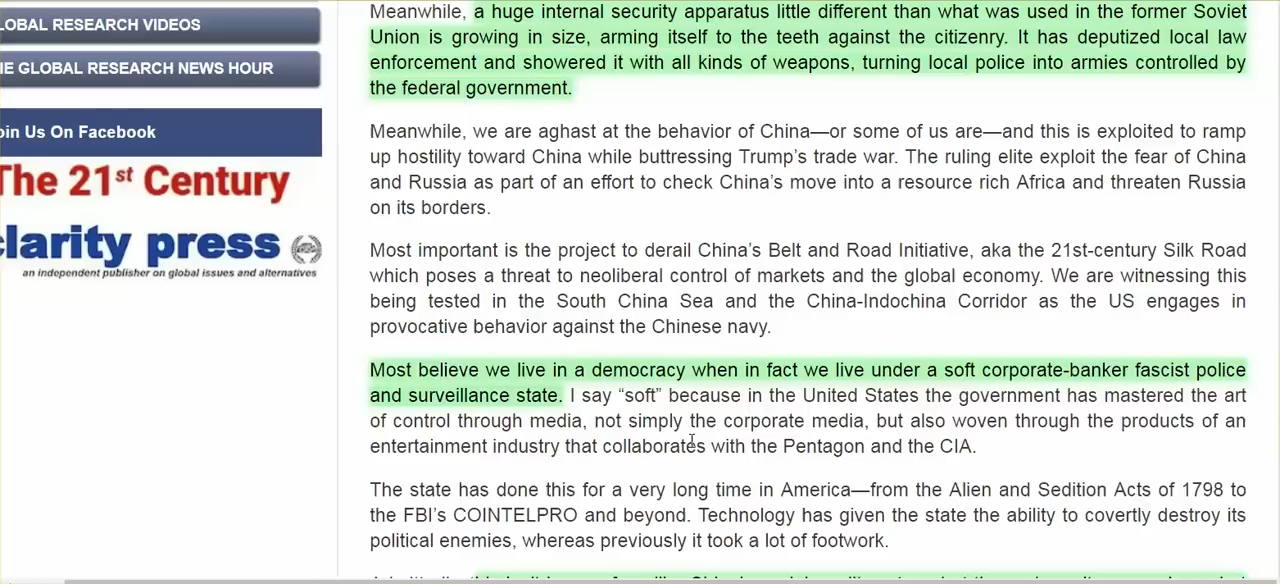 LOBAL RESEARCH VIDEOS
HE GLOBAL RESEARCH NEWS HOUR
oin Us On Facebook
The 21st Century
clarity press
an independent publisher on global issues and alternatives
Meanwhile, a huge internal security apparatus little different than what was used in the former Soviet
Union is growing in size, arming itself to the teeth against the citizenry. It has deputized local law
enforcement and showered it with all kinds of weapons, turning local police into armies controlled by
the federal government.
Meanwhile, we are aghast at the behavior of China—or some of us are—and this is exploited to ramp
up hostility toward China while buttressing Trump’s trade war. The ruling elite exploit the fear of China
and Russia as part of an effort to check China’s move into a resource rich Africa and threaten Russia
on its borders.
Most important is the project to derail China’s Belt and Road Initiative, aka the 21st-century Silk Road
which poses a threat to neoliberal control of markets and the global economy. We are witnessing this
being tested in the South China Sea and the China-Indochina Corridor as the US engages in
provocative behavior against the Chinese navy.
Most believe we live in a democracy when in fact we live under a soft corporate-banker fascist police
and surveillance state. I say “soft” because in the United States the government has mastered the art
of control through media, not simply the corporate media, but also woven through the products of an
entertainment industry that collaborates with the Pentagon and the CIA.
The state has done this for a very long time in America—from the Alien and Sedition Acts of 1798 to
the FBI’s COINTELPRO and beyond. Technology has given the state the ability to covertly destroy its
political enemies, whereas previously it took a lot of footwork.